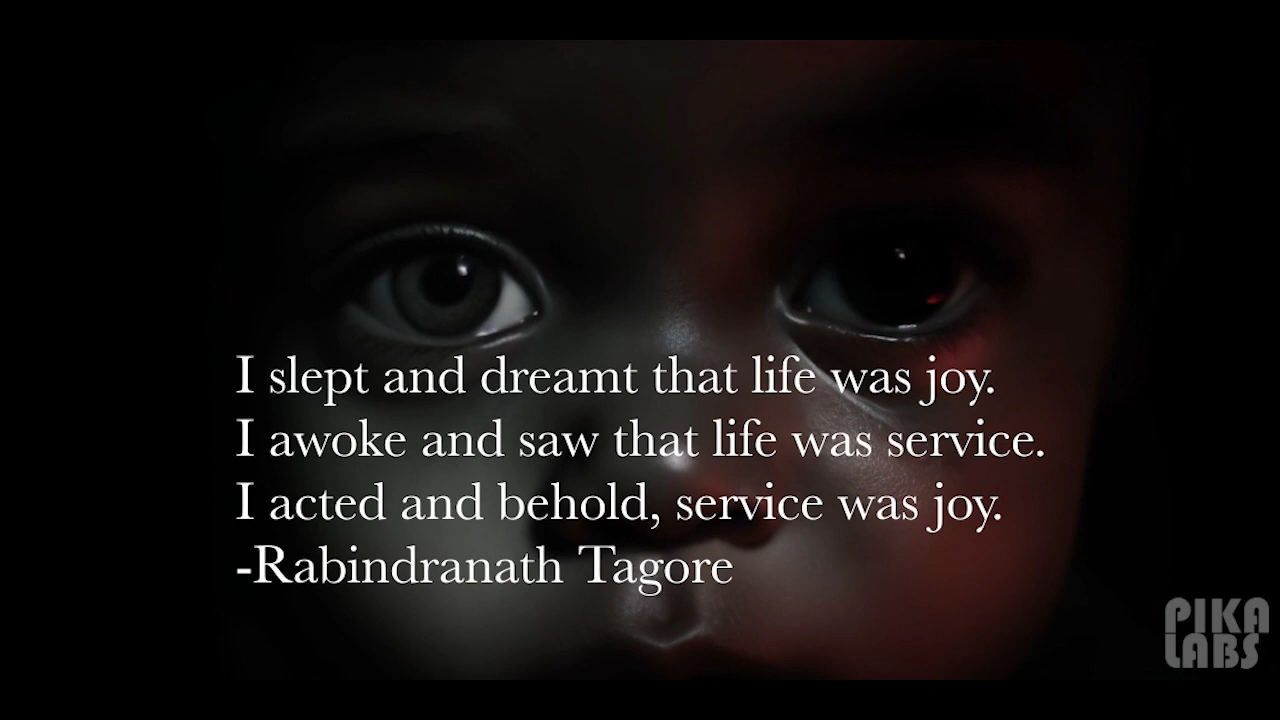 I slept and dreamt that life was joy.
I awoke and saw that life was service.
I acted and behold, service was joy.
-Rabindranath Tagore
PIKA
LABS